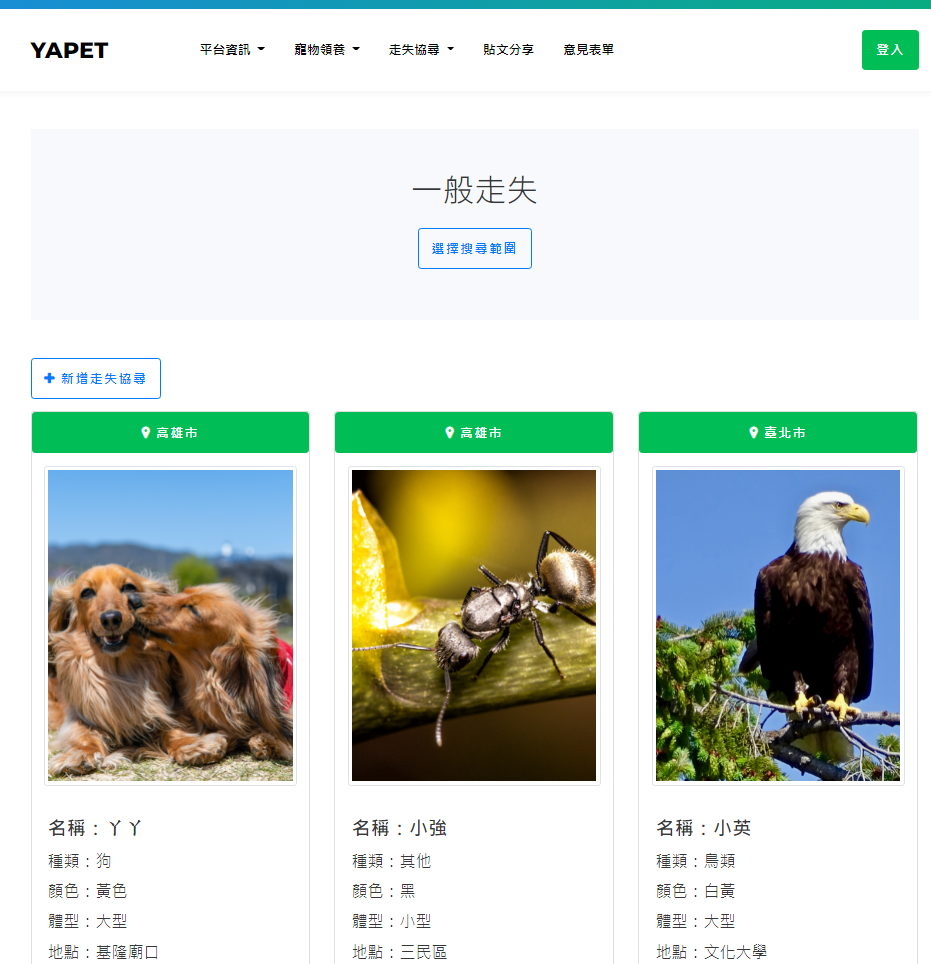 YAPET
平台資訊
寵物領養
走失協尋
貼文分享
意見表單
登入
一般走失
選擇搜尋範圍
新增走失協尋
高雄市
名稱：丫丫
種類：狗
顏色：黃色
體型：大型
地點：基隆廟口
高雄市
名稱：小強
種類：其他
顏色：黑
體型：小型
地點：三民區
臺北市
名稱：小英
種類：鳥類
顏色：白黃
體型：大型
地點：文化大學